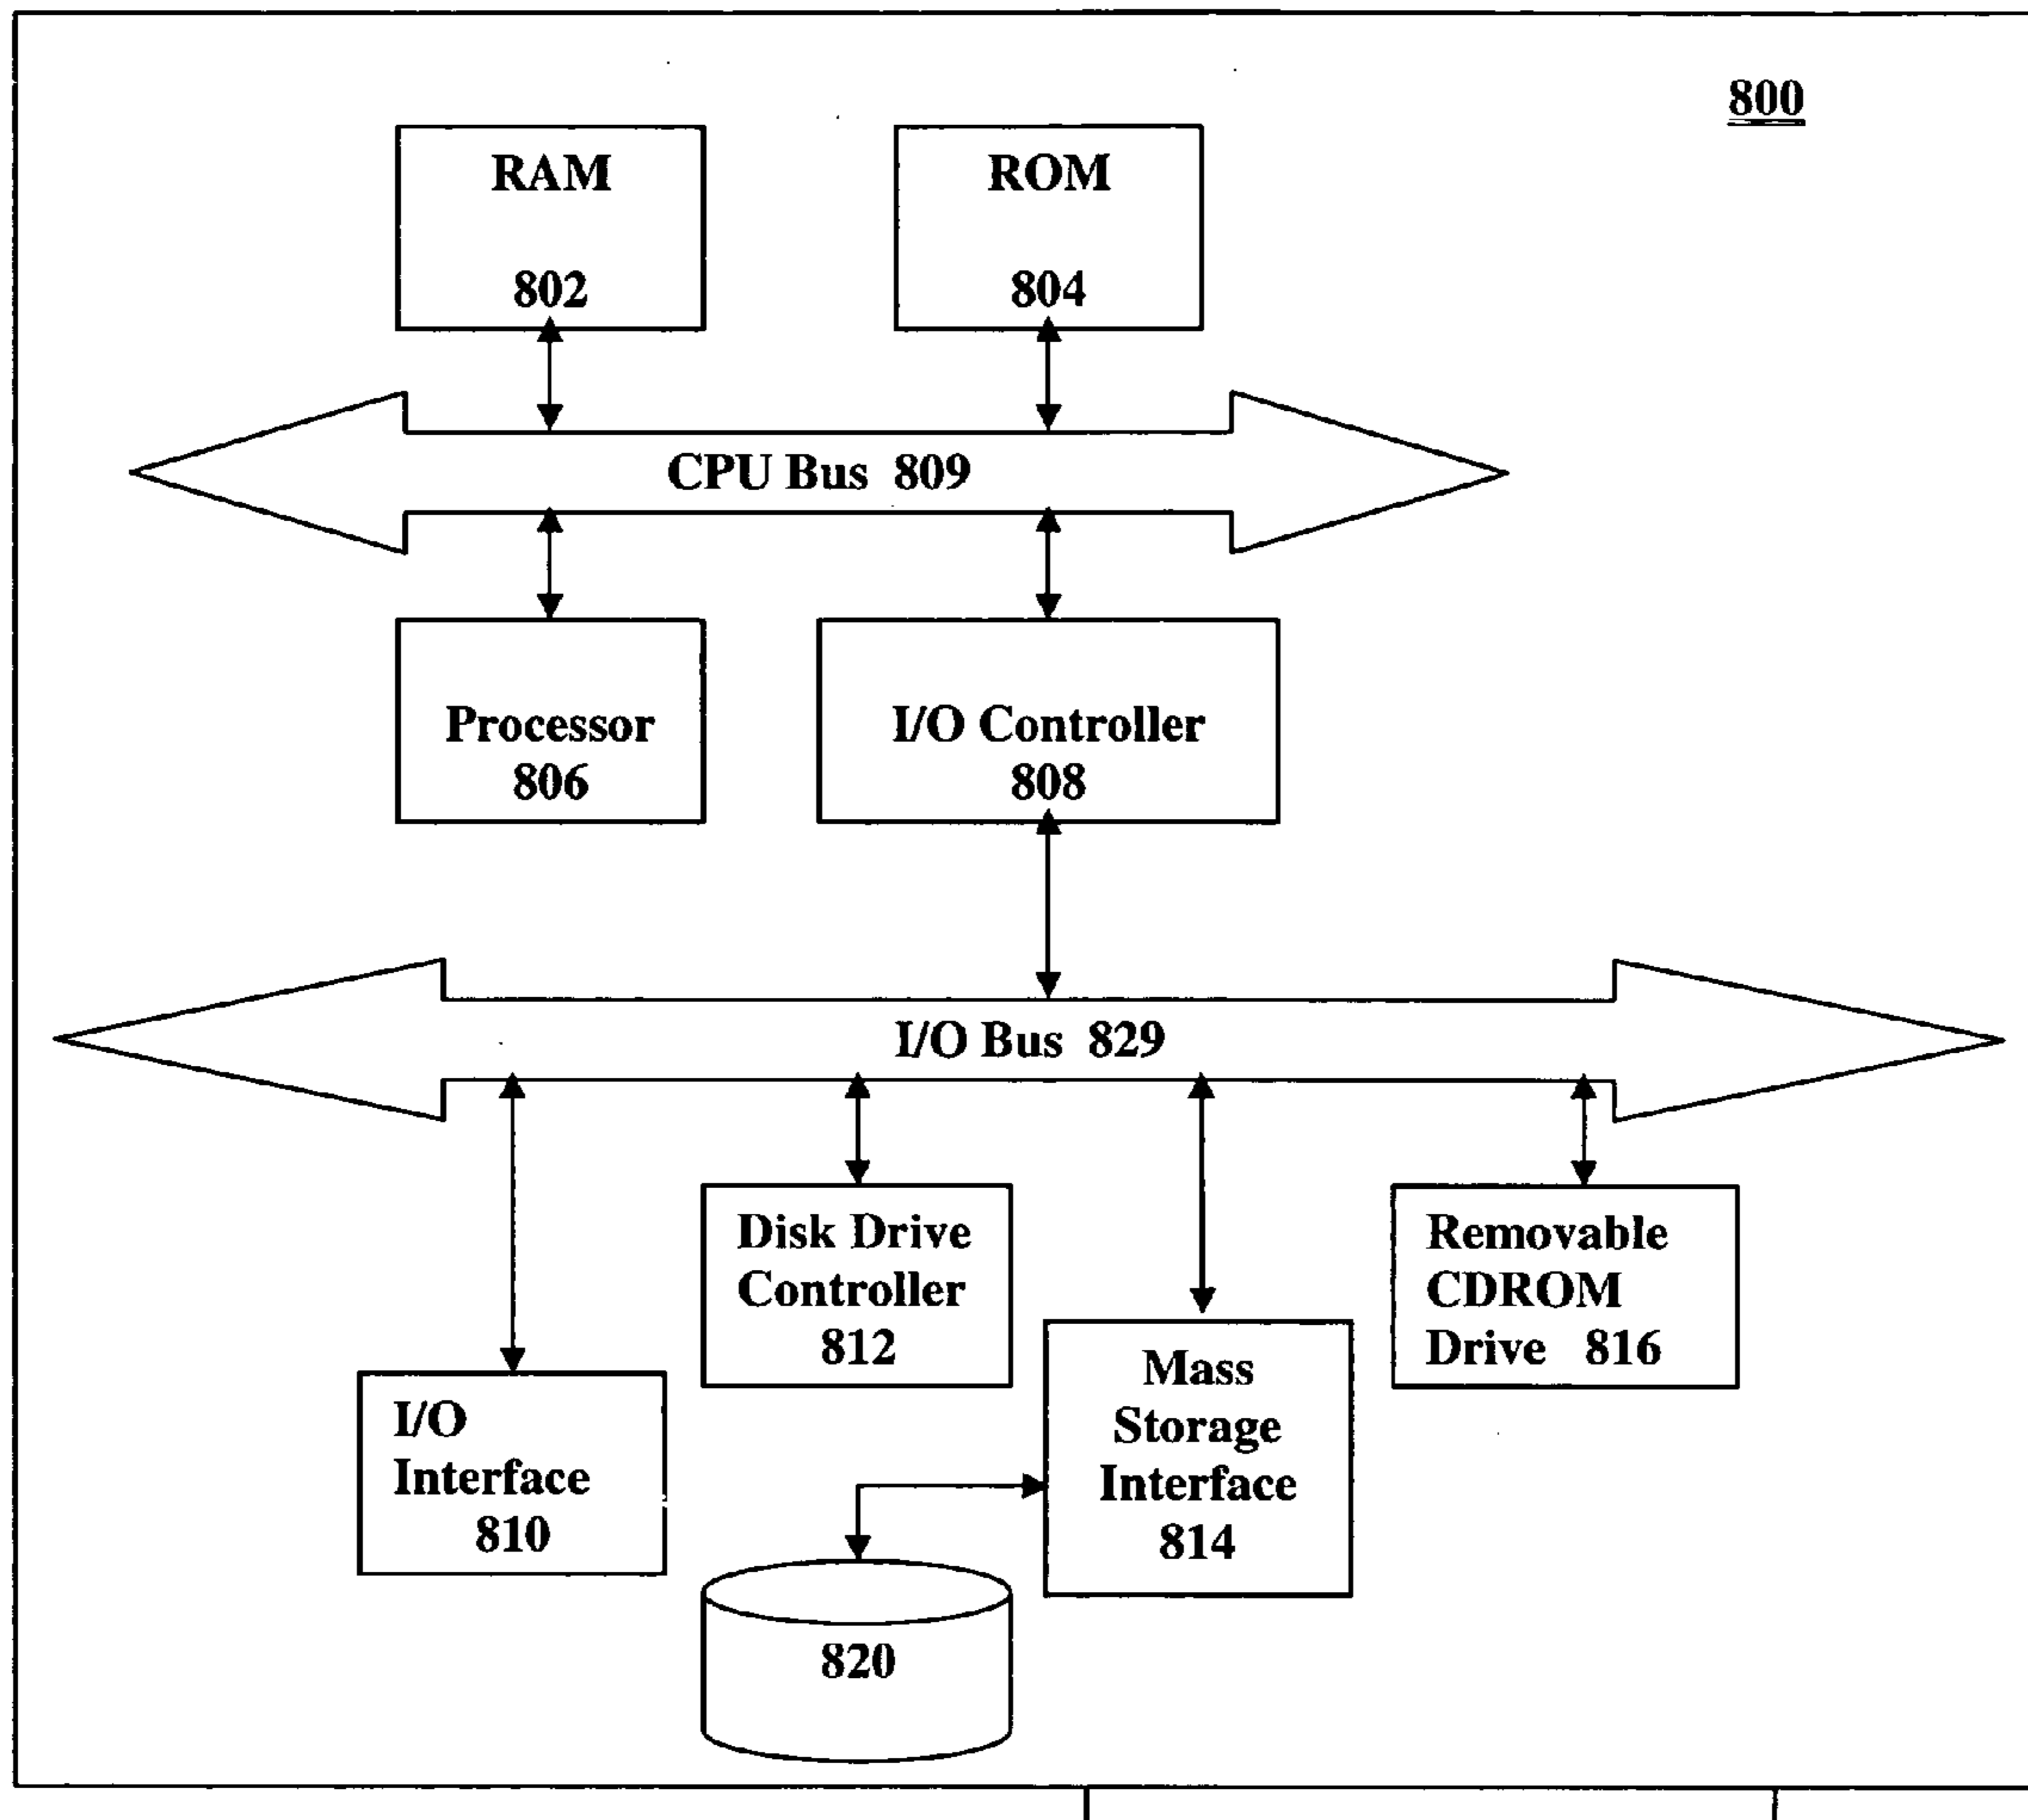 800
RAM
802
ROM
804
CPU Bus 809
Processor
806
I/O Controller
808
I/O Bus 829
Disk Drive
Controller
812
Removable
CDROM
Drive 816
Mass
Storage
Interface
814
I/O
Interface
810
820